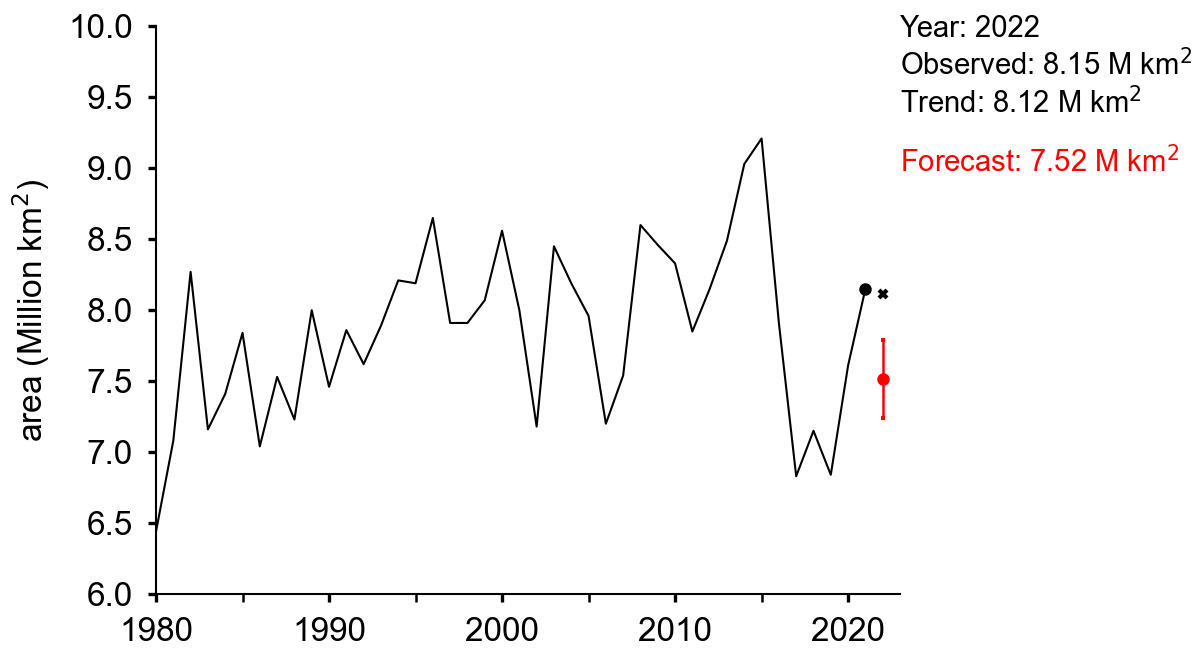 10.0
9.5
9.0
8.5
8.0
7.5
7.0
6.5
6.0
area (Million km²)
1980 1990 2000 2010 2020
Year: 2022
Observed: 8.15 M km²
Trend: 8.12 M km²
Forecast: 7.52 M km²